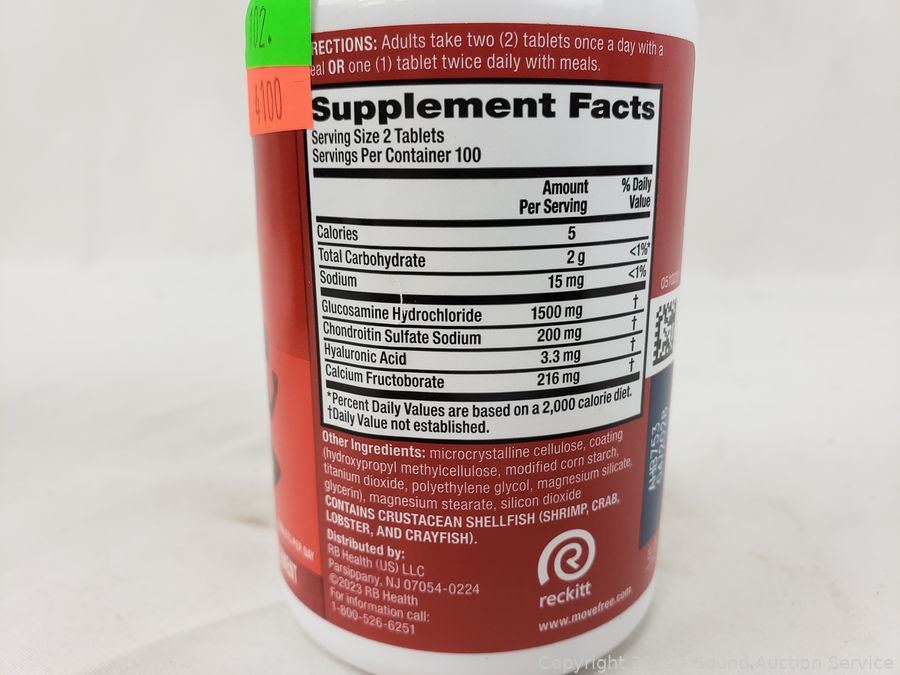 102.
4100
RECTIONS: Adults take two (2) tablets once a day with a
eal OR one (1) tablet twice daily with meals.
Supplement Facts
Serving Size 2 Tablets
Servings Per Container 100
Amount Per Serving % Daily Value
Calories 5
Total Carbohydrate 2 g <1%*
Sodium 15 mg <1%
Glucosamine Hydrochloride 1500 mg †
Chondroitin Sulfate Sodium 200 mg †
Hyaluronic Acid 3.3 mg †
Calcium Fructoborate 216 mg †
*Percent Daily Values are based on a 2,000 calorie diet.
†Daily Value not established.
Other Ingredients: microcrystalline cellulose, coating
(hydroxypropyl methylcellulose, modified corn starch,
titanium dioxide, polyethylene glycol, magnesium silicate,
glycerin), magnesium stearate, silicon dioxide
CONTAINS CRUSTACEAN SHELLFISH (SHRIMP, CRAB,
LOBSTER, AND CRAYFISH).
Distributed by:
RB Health (US) LLC
Parsippany, NJ 07054-0224
©2023 RB Health
For information call:
1-800-526-6251
reckitt
www.movefree.com
PER DAY
MENT
Sound Auction Service